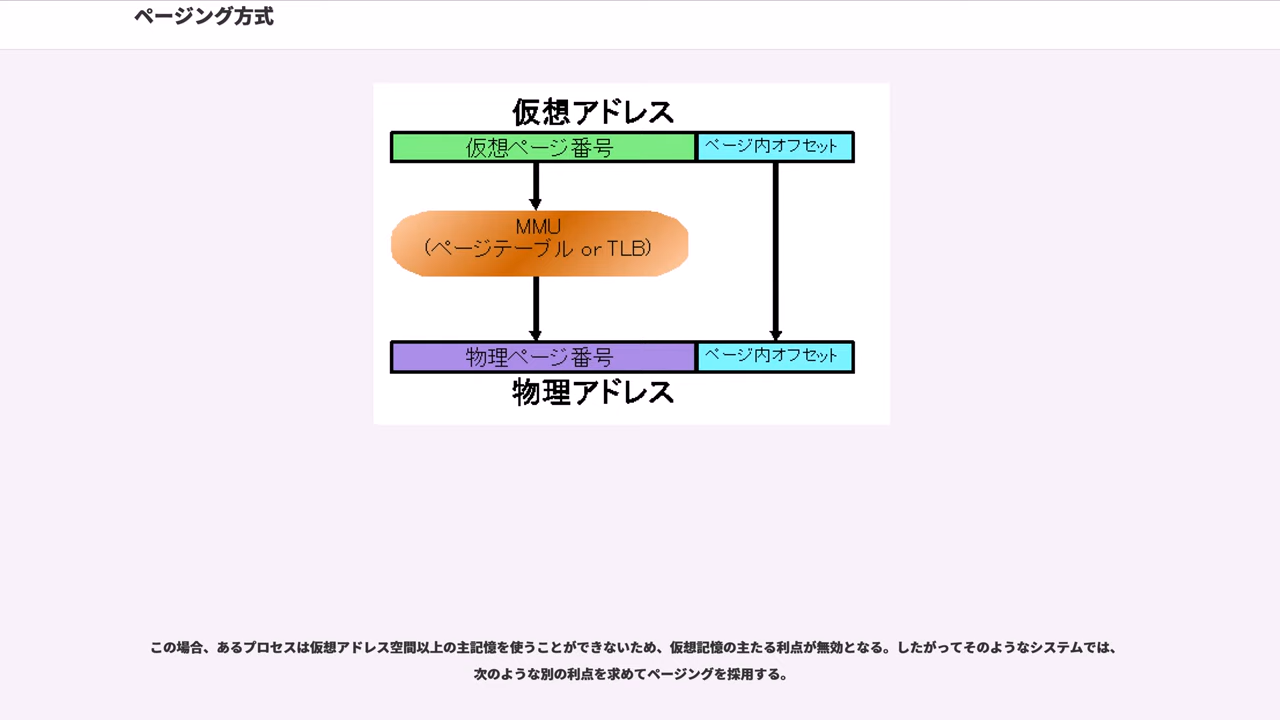 ページング方式
仮想アドレス
仮想ページ番号
ページ内オフセット
MMU
(ページテーブル or TLB)
物理ページ番号
ページ内オフセット
物理アドレス
この場合、あるプロセスは仮想アドレス空間以上の主記憶を使うことができないため、仮想記憶の主たる利点が無効となる。したがってそのようなシステムでは、
次のような別の利点を求めてページングを採用する。